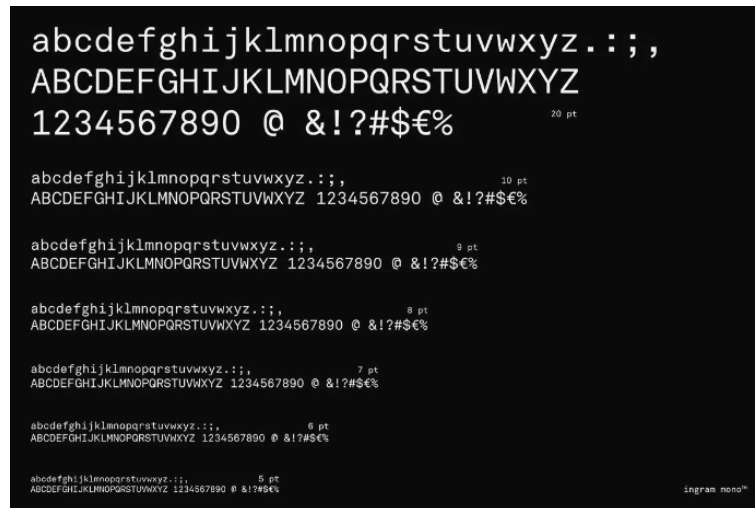 abcdefghijklmnopqrstuvwxyz.:;,
ABCDEFGHIJKLMNOPQRSTUVWXYZ
1234567890 @ &!?#$€%
20 pt
abcdefghijklmnopqrstuvwxyz.:;,
10 pt
ABCDEFGHIJKLMNOPQRSTUVWXYZ 1234567890 @ &!?#$€%
abcdefghijklmnopqrstuvwxyz.:;,
9 pt
ABCDEFGHIJKLMNOPQRSTUVWXYZ 1234567890 @ &!?#$€%
abcdefghijklmnopqrstuvwxyz.:;,
8 pt
ABCDEFGHIJKLMNOPQRSTUVWXYZ 1234567890 @ &!?#$€%
abcdefghijklmnopqrstuvwxyz.:;,
7 pt
ABCDEFGHIJKLMNOPQRSTUVWXYZ 1234567890 @ &!?#$€%
abcdefghijklmnopqrstuvwxyz.:;,
6 pt
ABCDEFGHIJKLMNOPQRSTUVWXYZ 1234567890 @ &!?#$€%
abcdefghijklmnopqrstuvwxyz.:;,
5 pt
ABCDEFGHIJKLMNOPQRSTUVWXYZ 1234567890 @ &!?#$€%
ingram mono™